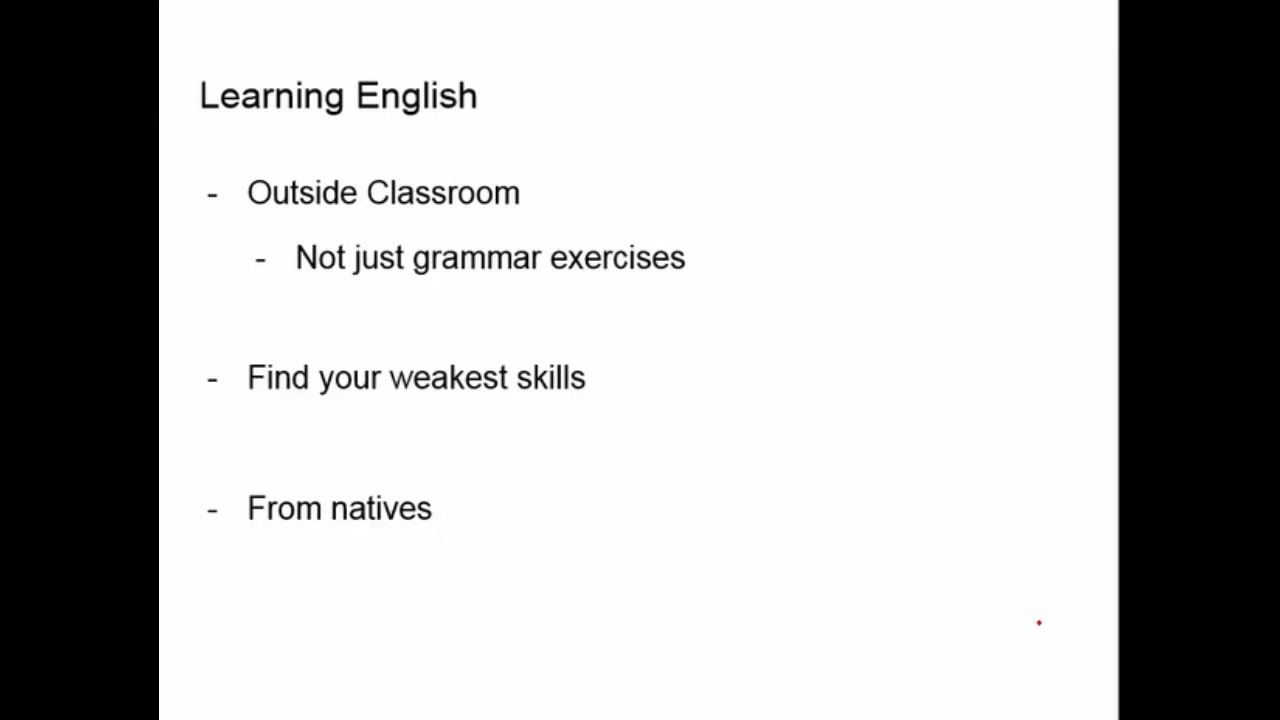 Learning English
- Outside Classroom
- Not just grammar exercises
- Find your weakest skills
- From natives